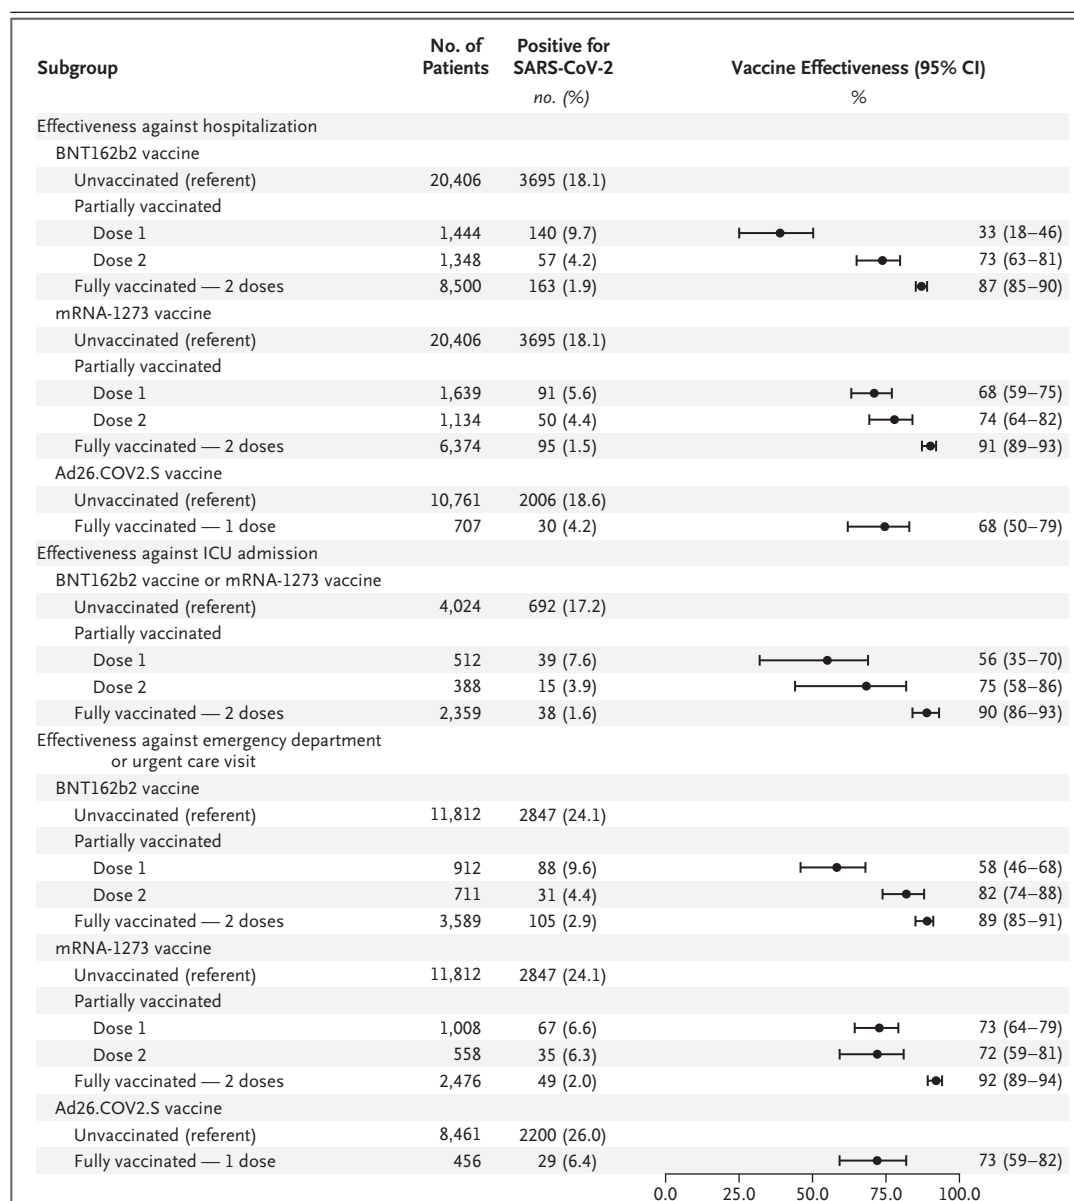 No. of Patients Positive for SARS-CoV-2
Subgroup Vaccine Effectiveness (95% CI)
no. (%) %
Effectiveness against hospitalization
BNT162b2 vaccine
Unvaccinated (referent) 20,406 3695 (18.1)
Partially vaccinated
Dose 1 1,444 140 (9.7) 33 (18–46)
Dose 2 1,348 57 (4.2) 73 (63–81)
Fully vaccinated — 2 doses 8,500 163 (1.9) 87 (85–90)
mRNA-1273 vaccine
Unvaccinated (referent) 20,406 3695 (18.1)
Partially vaccinated
Dose 1 1,639 91 (5.6) 68 (59–75)
Dose 2 1,134 50 (4.4) 74 (64–82)
Fully vaccinated — 2 doses 6,374 95 (1.5) 91 (89–93)
Ad26.COV2.S vaccine
Unvaccinated (referent) 10,761 2006 (18.6)
Fully vaccinated — 1 dose 707 30 (4.2) 68 (50–79)
Effectiveness against ICU admission
BNT162b2 vaccine or mRNA-1273 vaccine
Unvaccinated (referent) 4,024 692 (17.2)
Partially vaccinated
Dose 1 512 39 (7.6) 56 (35–70)
Dose 2 388 15 (3.9) 75 (58–86)
Fully vaccinated — 2 doses 2,359 38 (1.6) 90 (86–93)
Effectiveness against emergency department
or urgent care visit
BNT162b2 vaccine
Unvaccinated (referent) 11,812 2847 (24.1)
Partially vaccinated
Dose 1 912 88 (9.6) 58 (46–68)
Dose 2 711 31 (4.4) 82 (74–88)
Fully vaccinated — 2 doses 3,589 105 (2.9) 89 (85–91)
mRNA-1273 vaccine
Unvaccinated (referent) 11,812 2847 (24.1)
Partially vaccinated
Dose 1 1,008 67 (6.6) 73 (64–79)
Dose 2 558 35 (6.3) 72 (59–81)
Fully vaccinated — 2 doses 2,476 49 (2.0) 92 (89–94)
Ad26.COV2.S vaccine
Unvaccinated (referent) 8,461 2200 (26.0)
Fully vaccinated — 1 dose 456 29 (6.4) 73 (59–82)
0.0 25.0 50.0 75.0 100.0